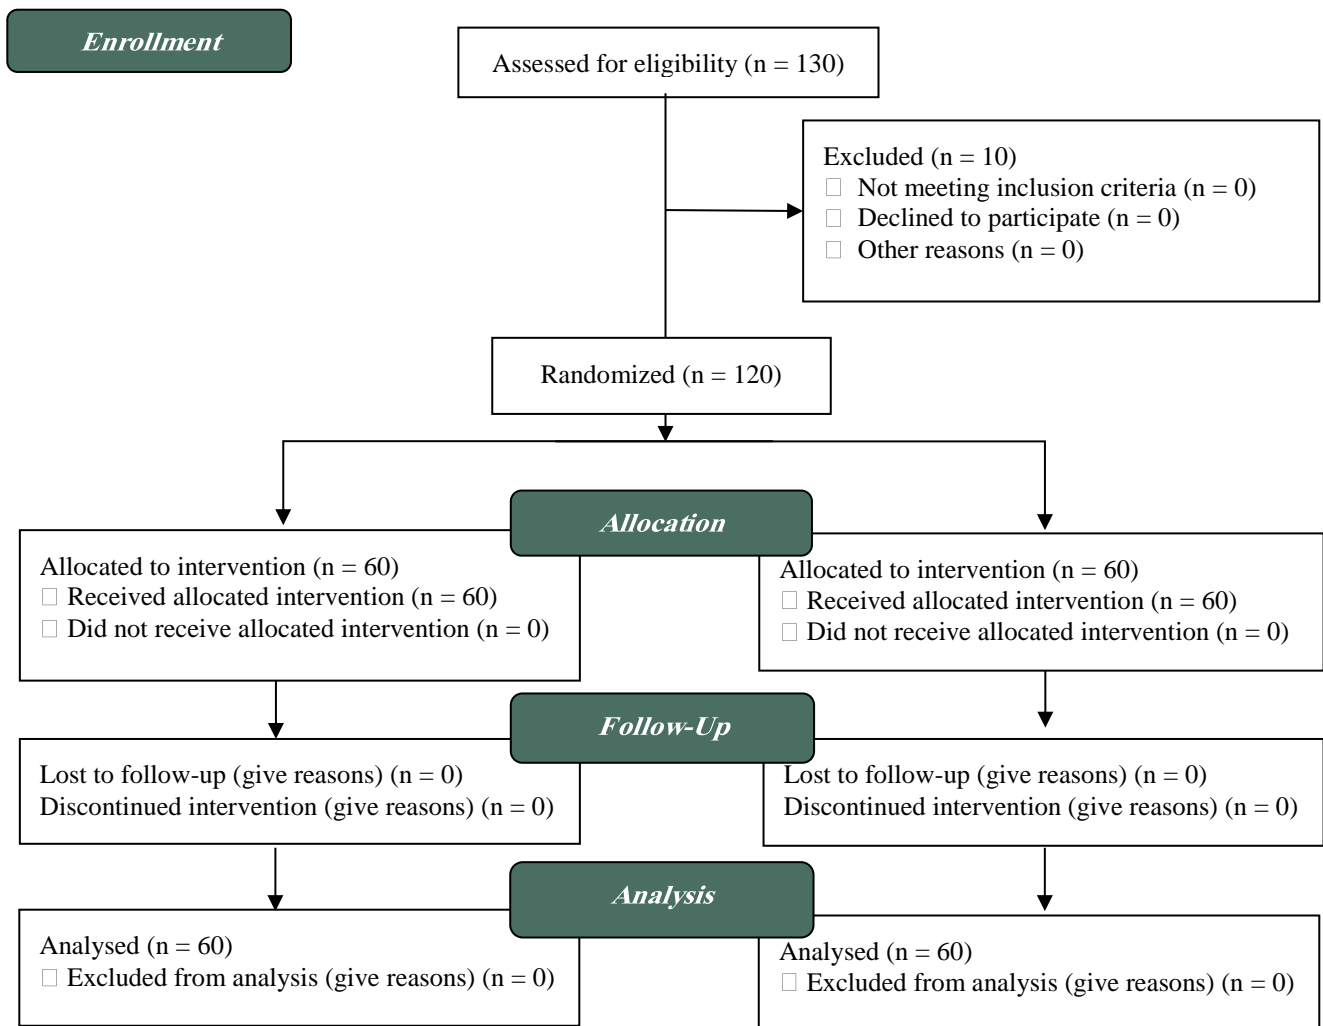 Enrollment
Assessed for eligibility (n = 130)
Excluded (n = 10)
□ Not meeting inclusion criteria (n = 0)
□ Declined to participate (n = 0)
□ Other reasons (n = 0)
Randomized (n = 120)
Allocation
Allocated to intervention (n = 60)
□ Received allocated intervention (n = 60)
□ Did not receive allocated intervention (n = 0)
Allocated to intervention (n = 60)
□ Received allocated intervention (n = 60)
□ Did not receive allocated intervention (n = 0)
Follow-Up
Lost to follow-up (give reasons) (n = 0)
Discontinued intervention (give reasons) (n = 0)
Lost to follow-up (give reasons) (n = 0)
Discontinued intervention (give reasons) (n = 0)
Analysis
Analysed (n = 60)
□ Excluded from analysis (give reasons) (n = 0)
Analysed (n = 60)
□ Excluded from analysis (give reasons) (n = 0)